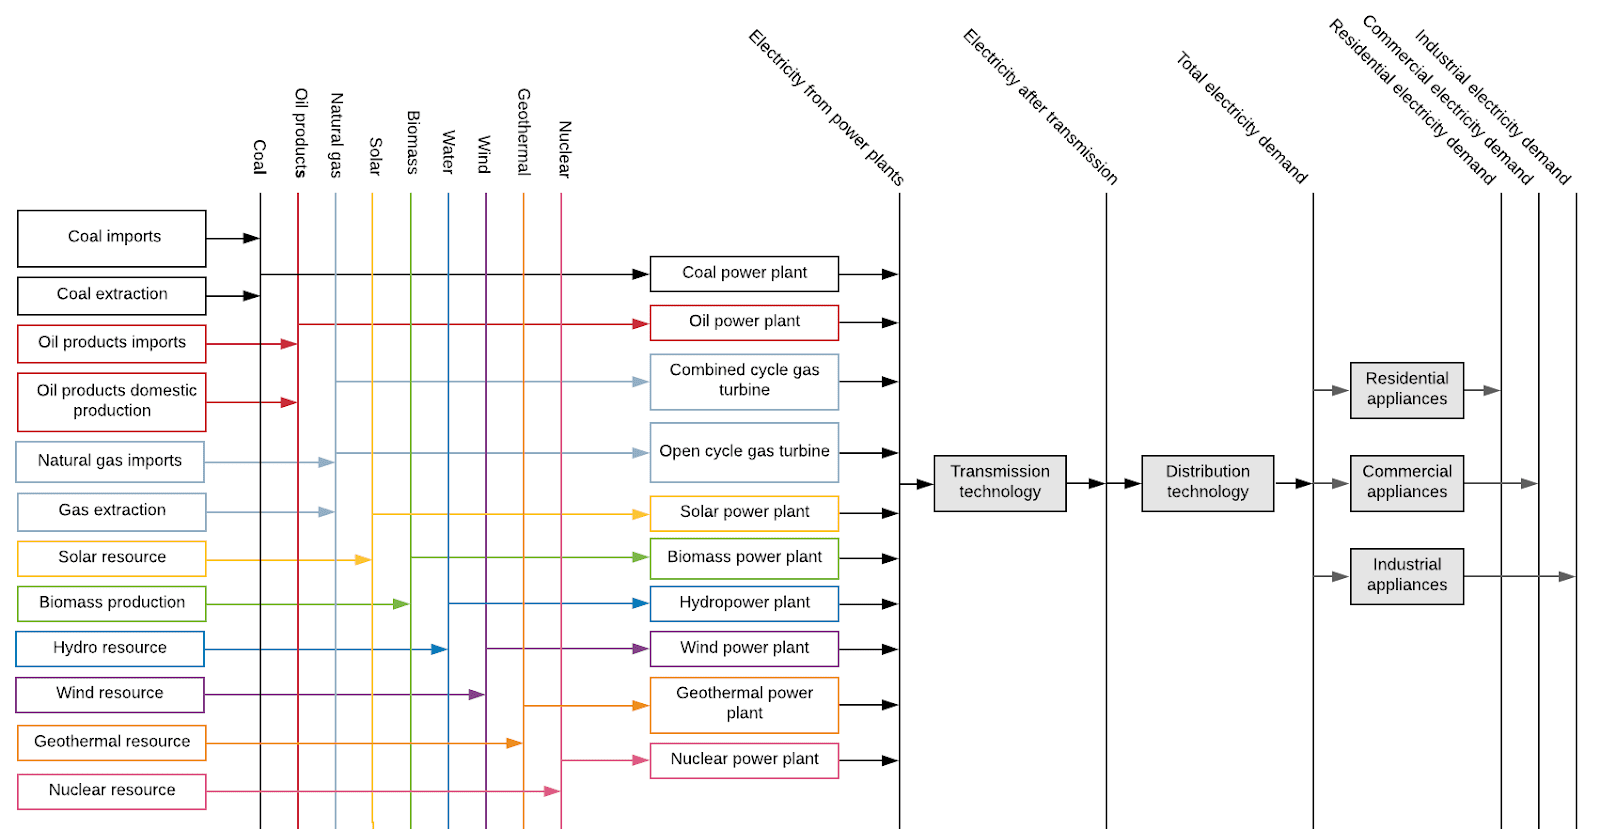 Coal
Oil products
Natural gas
Solar
Biomass
Water
Wind
Geothermal
Nuclear
Electricity from power plants
Electricity after transmission
Total electricity demand
Residential electricity demand
Commercial electricity demand
Industrial electricity demand
Coal imports
Coal extraction
Oil products imports
Oil products domestic
production
Natural gas imports
Gas extraction
Solar resource
Biomass production
Hydro resource
Wind resource
Geothermal resource
Nuclear resource
Coal power plant
Oil power plant
Combined cycle gas
turbine
Open cycle gas turbine
Solar power plant
Biomass power plant
Hydropower plant
Wind power plant
Geothermal power
plant
Nuclear power plant
Transmission
technology
Distribution
technology
Residential
appliances
Commercial
appliances
Industrial
appliances